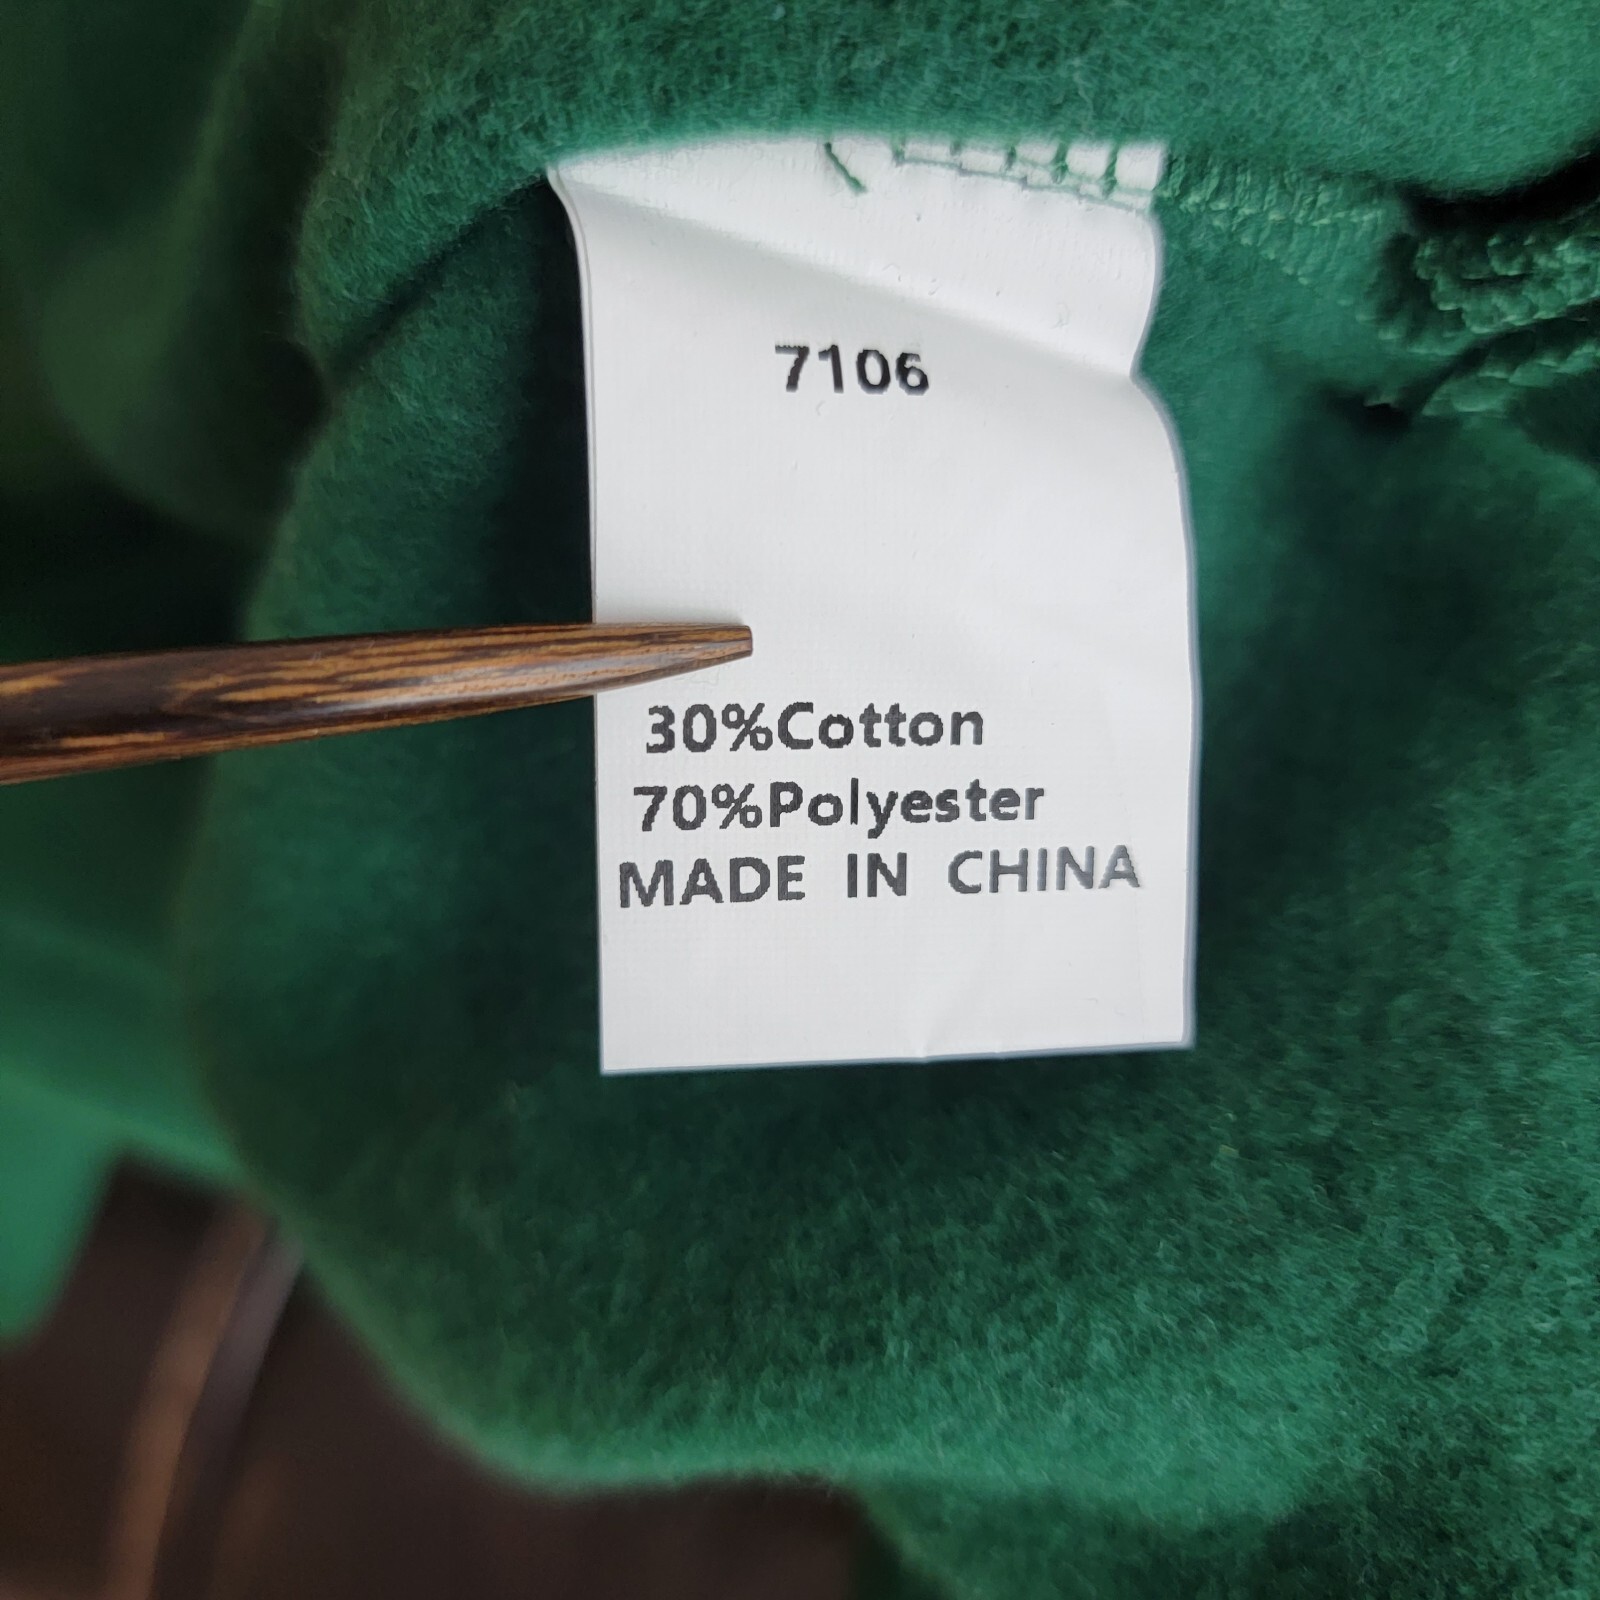 7106
30%Cotton
70%Polyester
MADE IN CHINA